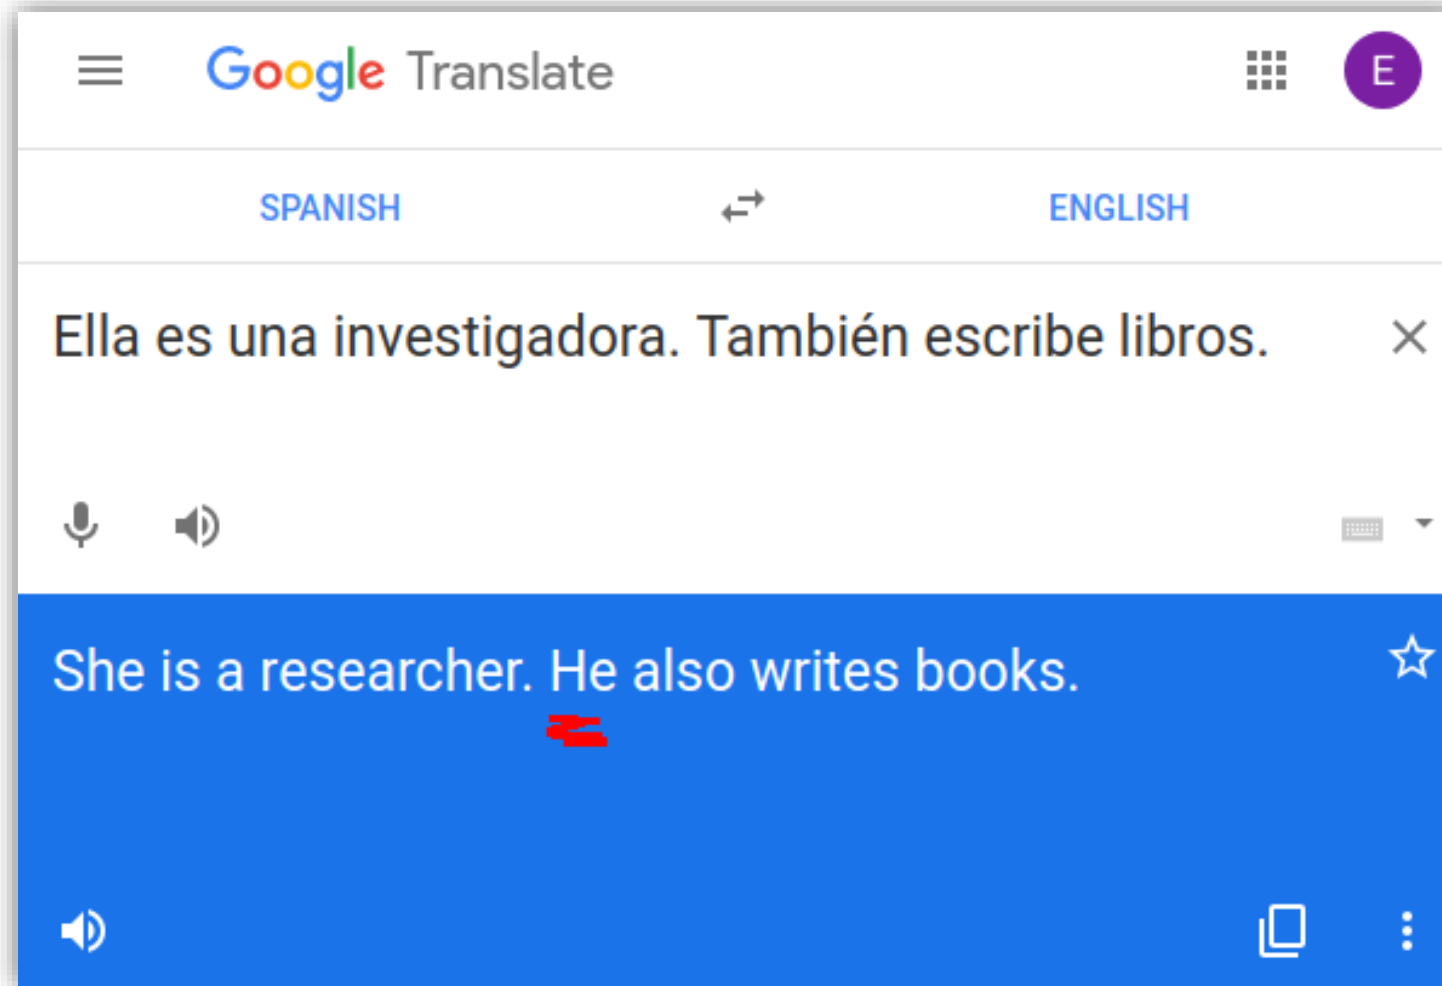 Google Translate
E
SPANISH
ENGLISH
Ella es una investigadora. También escribe libros.
She is a researcher. He also writes books.